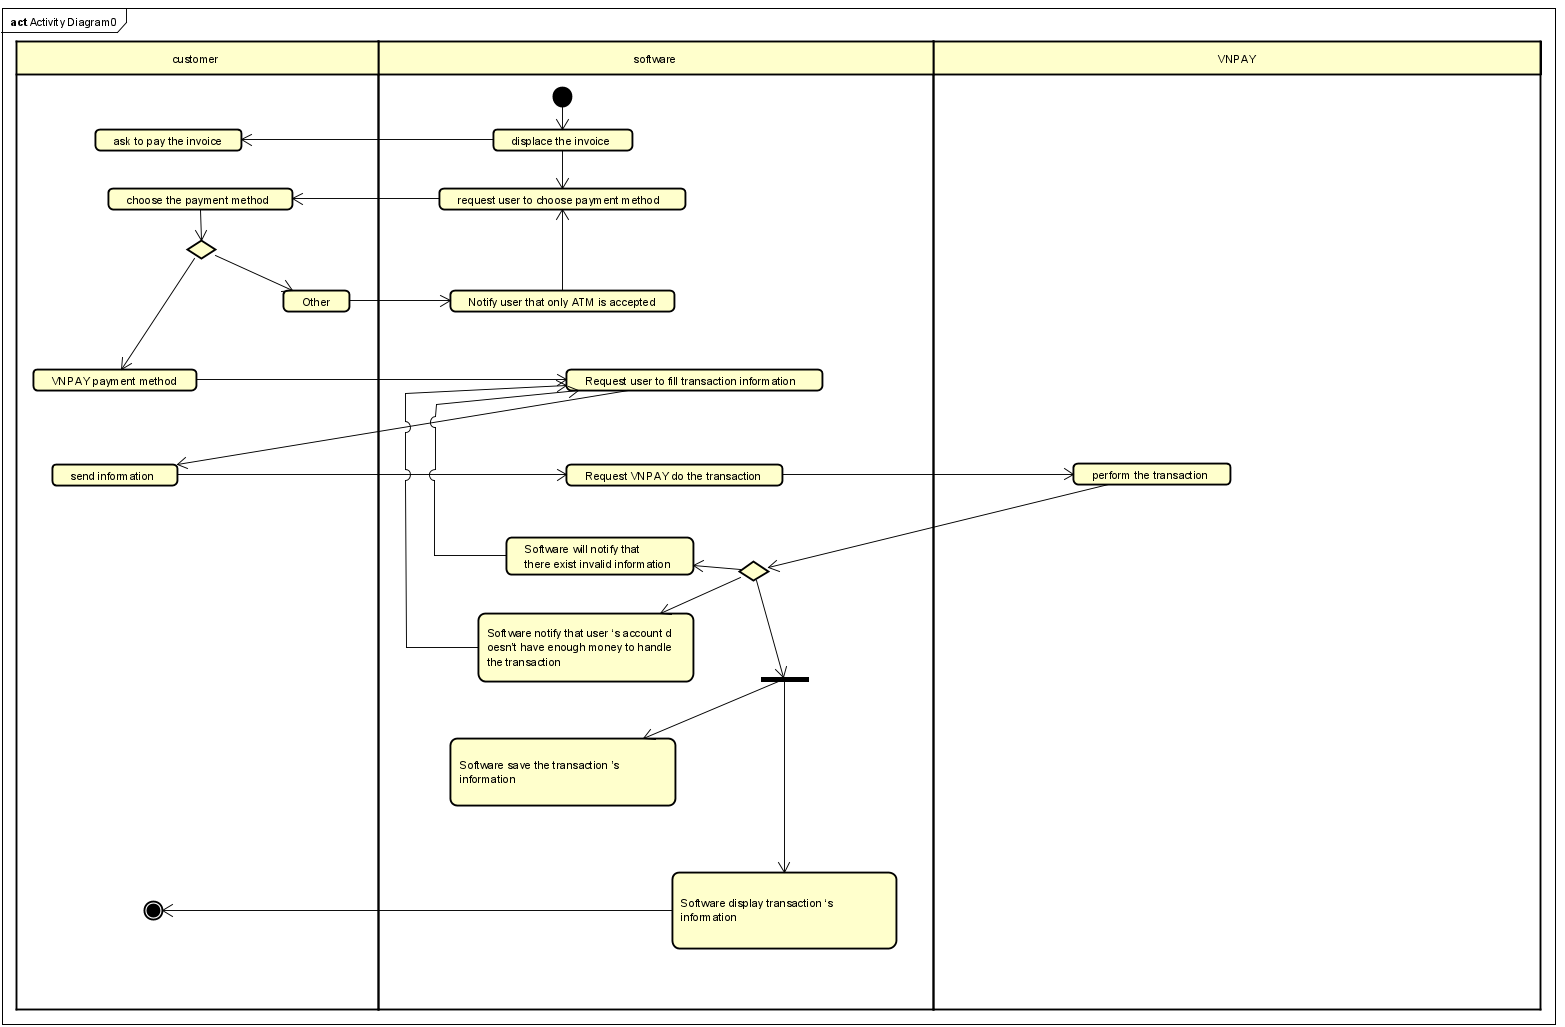 act Activity Diagram0
customer
software
VNPAY
ask to pay the invoice
displace the invoice
choose the payment method
request user to choose payment method
Other
Notify user that only ATM is accepted
VNPAY payment method
Request user to fill transaction information
send information
Request VNPAY do the transaction
perform the transaction
Software will notify that
there exist invalid information
Software notify that user 's account d
oesn't have enough money to handle
the transaction
Software save the transaction 's
information
Software display transaction 's
information